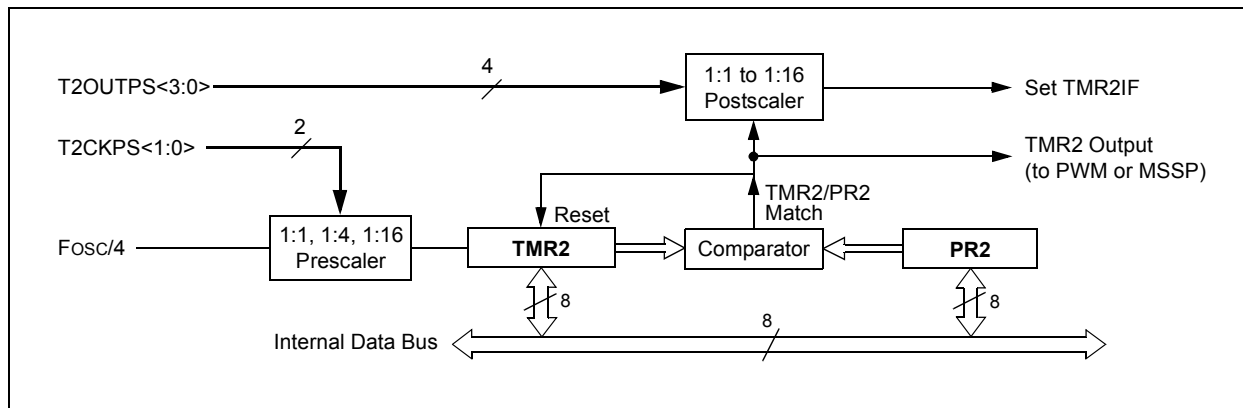 T2OUTPS<3:0>
4
1:1 to 1:16
Postscaler
Set TMR2IF
T2CKPS<1:0>
2
TMR2 Output
(to PWM or MSSP)
TMR2/PR2
Match
Reset
FOSC/4
1:1, 1:4, 1:16
Prescaler
TMR2
Comparator
PR2
8
8
Internal Data Bus
8